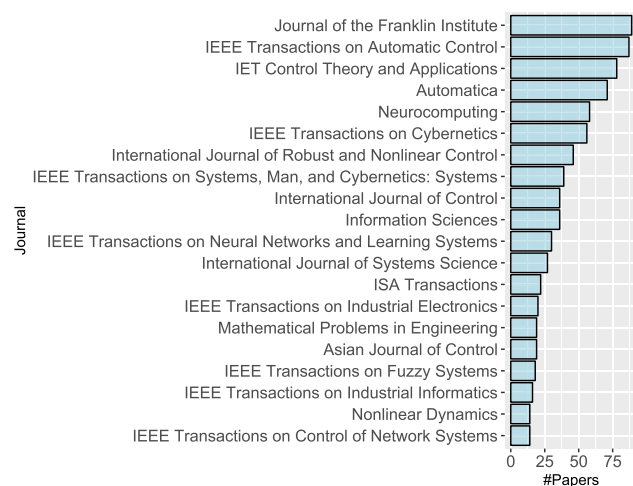 Journal of the Franklin Institute
IEEE Transactions on Automatic Control
IET Control Theory and Applications
Automatica
Neurocomputing
IEEE Transactions on Cybernetics
International Journal of Robust and Nonlinear Control
IEEE Transactions on Systems, Man, and Cybernetics: Systems
International Journal of Control
Information Sciences
IEEE Transactions on Neural Networks and Learning Systems
International Journal of Systems Science
ISA Transactions
IEEE Transactions on Industrial Electronics
Mathematical Problems in Engineering
Asian Journal of Control
IEEE Transactions on Fuzzy Systems
IEEE Transactions on Industrial Informatics
Nonlinear Dynamics
IEEE Transactions on Control of Network Systems
Journal
0 25 50 75
#Papers